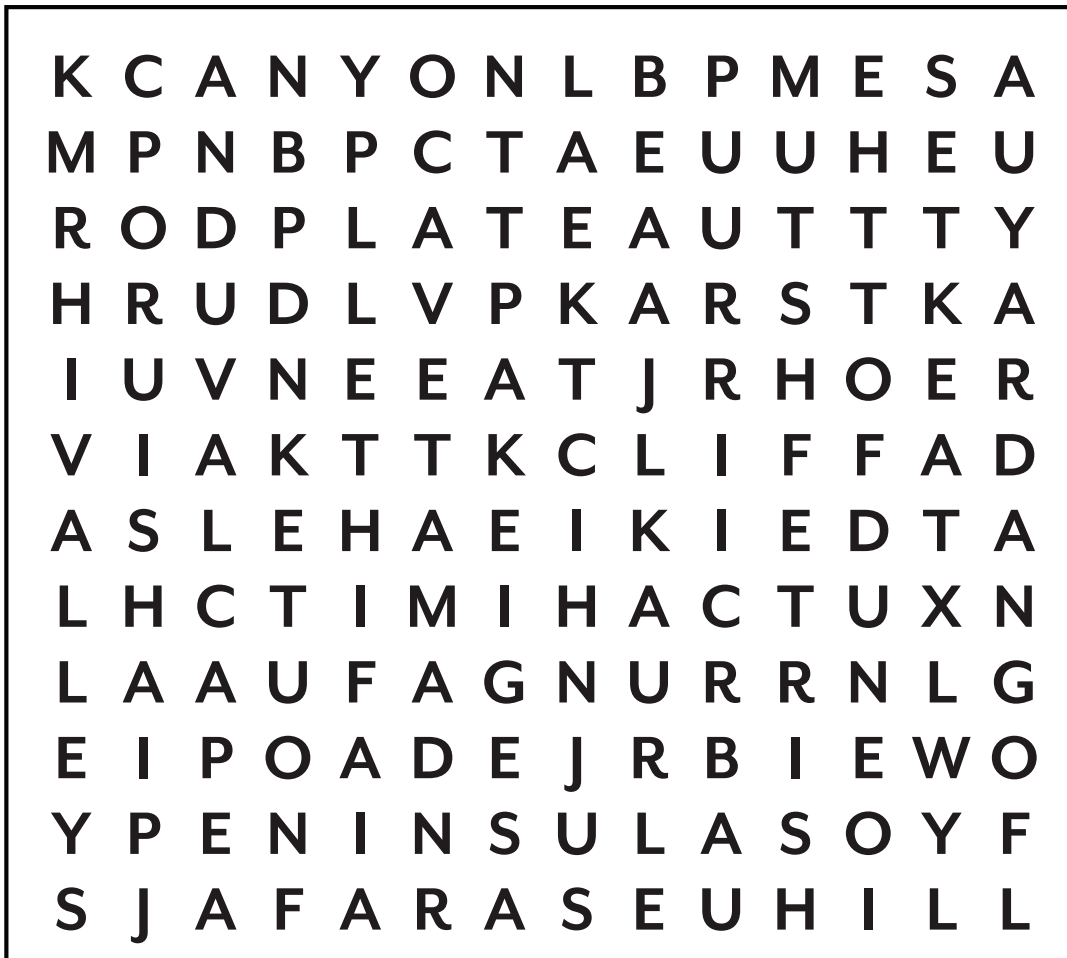 K C A N Y O N L B P M E S A
M P N B P C T A E U U H E U
R O D P L A T E A U T T T Y
H R U D L V P K A R S T K A
I U V N E E A T J R H O E R
V I A K T T K C L I F F A D
A S L E H A E I K I E D T A
L H C T I M I H A C T U X N
L A A U F A G N U R R N L G
E I P O A D E J R B I E W O
Y P E N I N S U L A S O Y F
S J A F A R A S E U H I L L